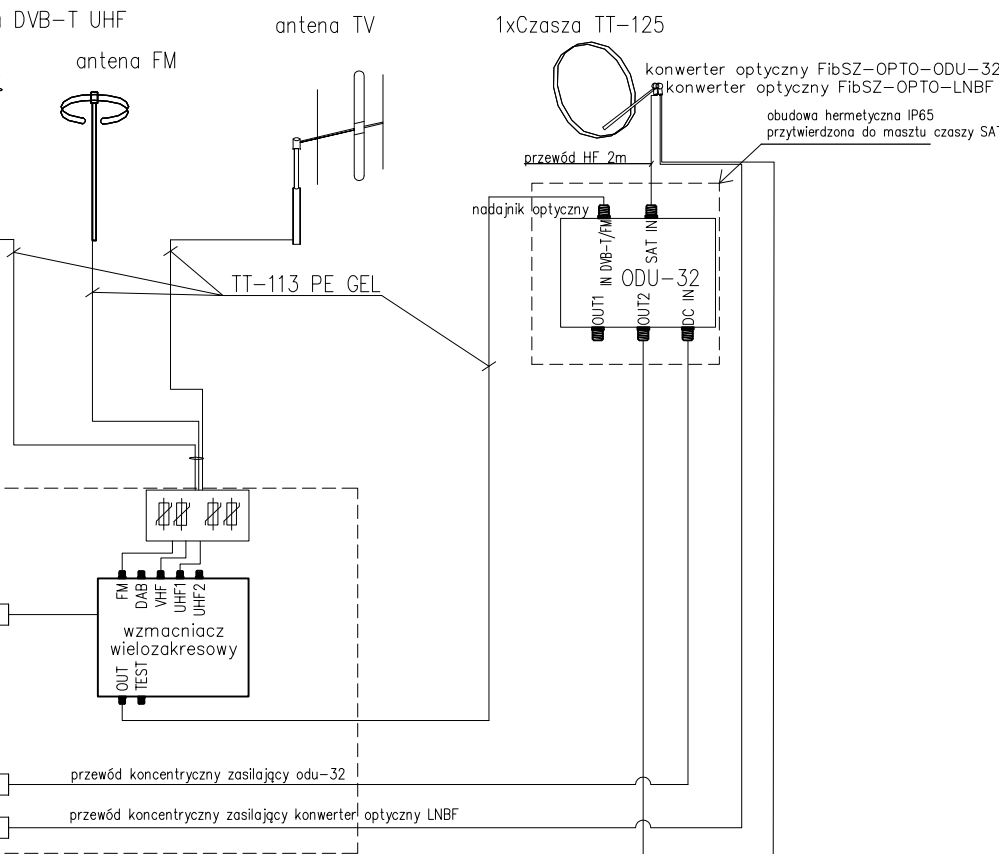 DVB-T UHF
antena TV
1xCzasza TT-125
antena FM
konwerter optyczny FibSZ-OPTO-ODU-32
konwerter optyczny FibSZ-OPTO-LNBF
obudowa hermetyczna IP65
przytwierdzona do masztu czaszy SAT
przewód HF 2m
nadajnik optyczny
IN DVB-T/FM
SAT IN
ODU-32
OUT1
OUT2
DC IN
TT-113 PE GEL
FM
DAB
VHF
UHF1
UHF2
wzmacniacz
wielozakresowy
OUT
TEST
przewód koncentryczny zasilający odu-32
przewód koncentryczny zasilający konwerter optyczny LNBF